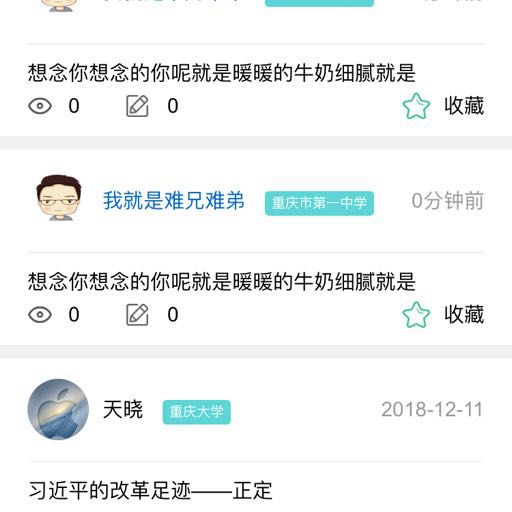 想念你想念的你呢就是暖暖的牛奶细腻就是
0 0 收藏
我就是难兄难弟 重庆市第一中学 0分钟前
想念你想念的你呢就是暖暖的牛奶细腻就是
0 0 收藏
天晓 重庆大学 2018-12-11
习近平的改革足迹——正定